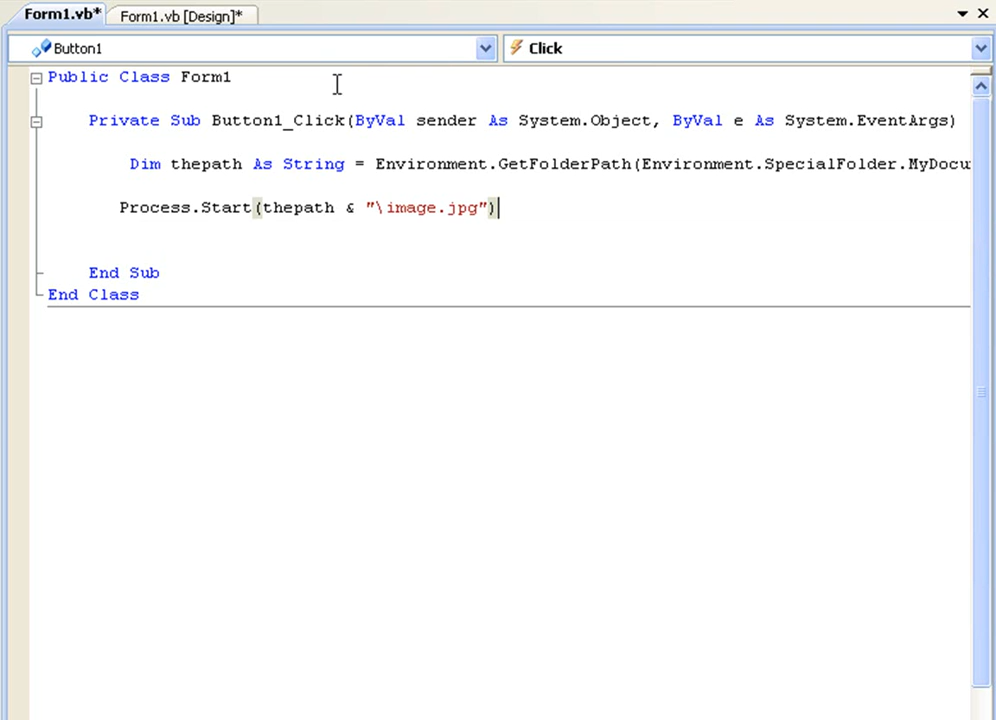 Form1.vb* Form1.vb [Design]*
Button1 Click
Public Class Form1
Private Sub Button1_Click(ByVal sender As System.Object, ByVal e As System.EventArgs)
Dim thepath As String = Environment.GetFolderPath(Environment.SpecialFolder.MyDocu
Process.Start(thepath & "\image.jpg")
End Sub
End Class